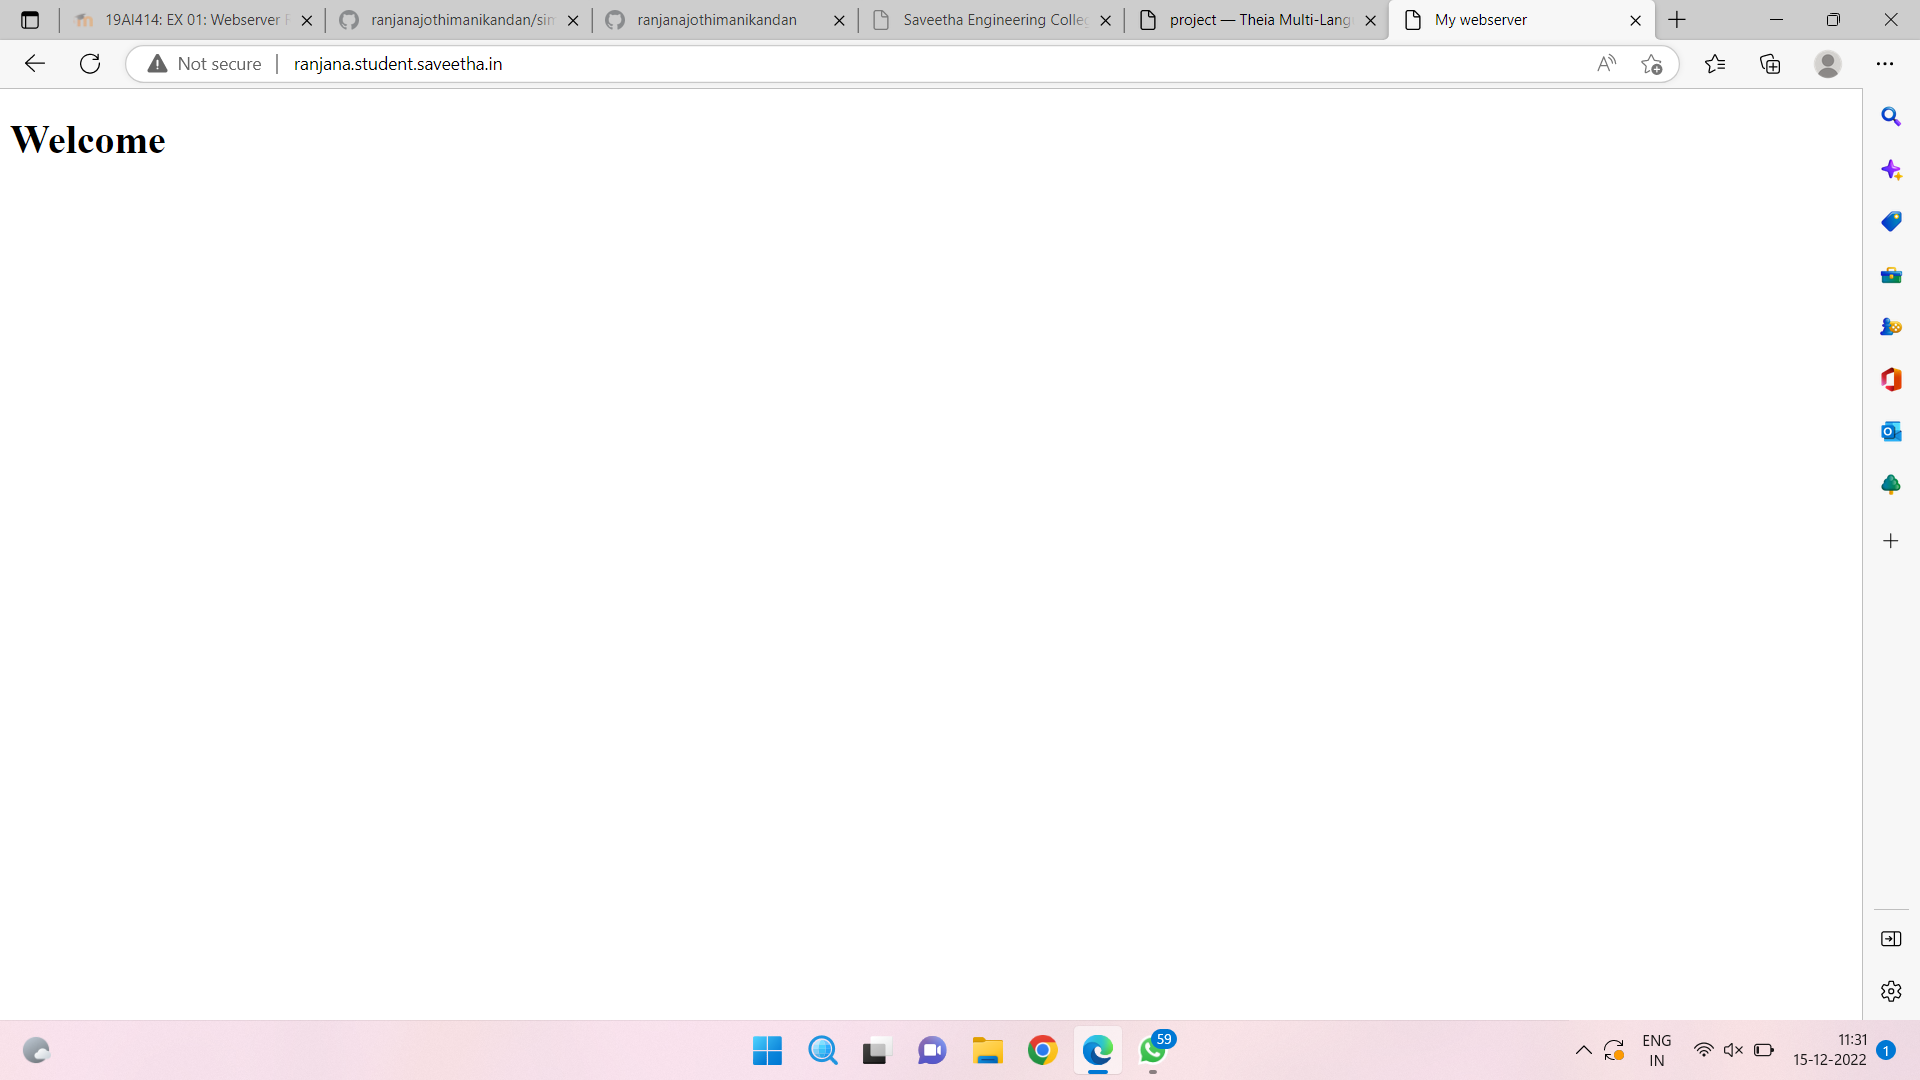 19AI414: EX 01: Webserver
ranjanajothimanikandan/sim
ranjanajothimanikandan
Saveetha Engineering Colle
project — Theia Multi-Lang
My webserver
Not secure
ranjana.student.saveetha.in
Welcome
59
ENG
IN
11:31
15-12-2022
1